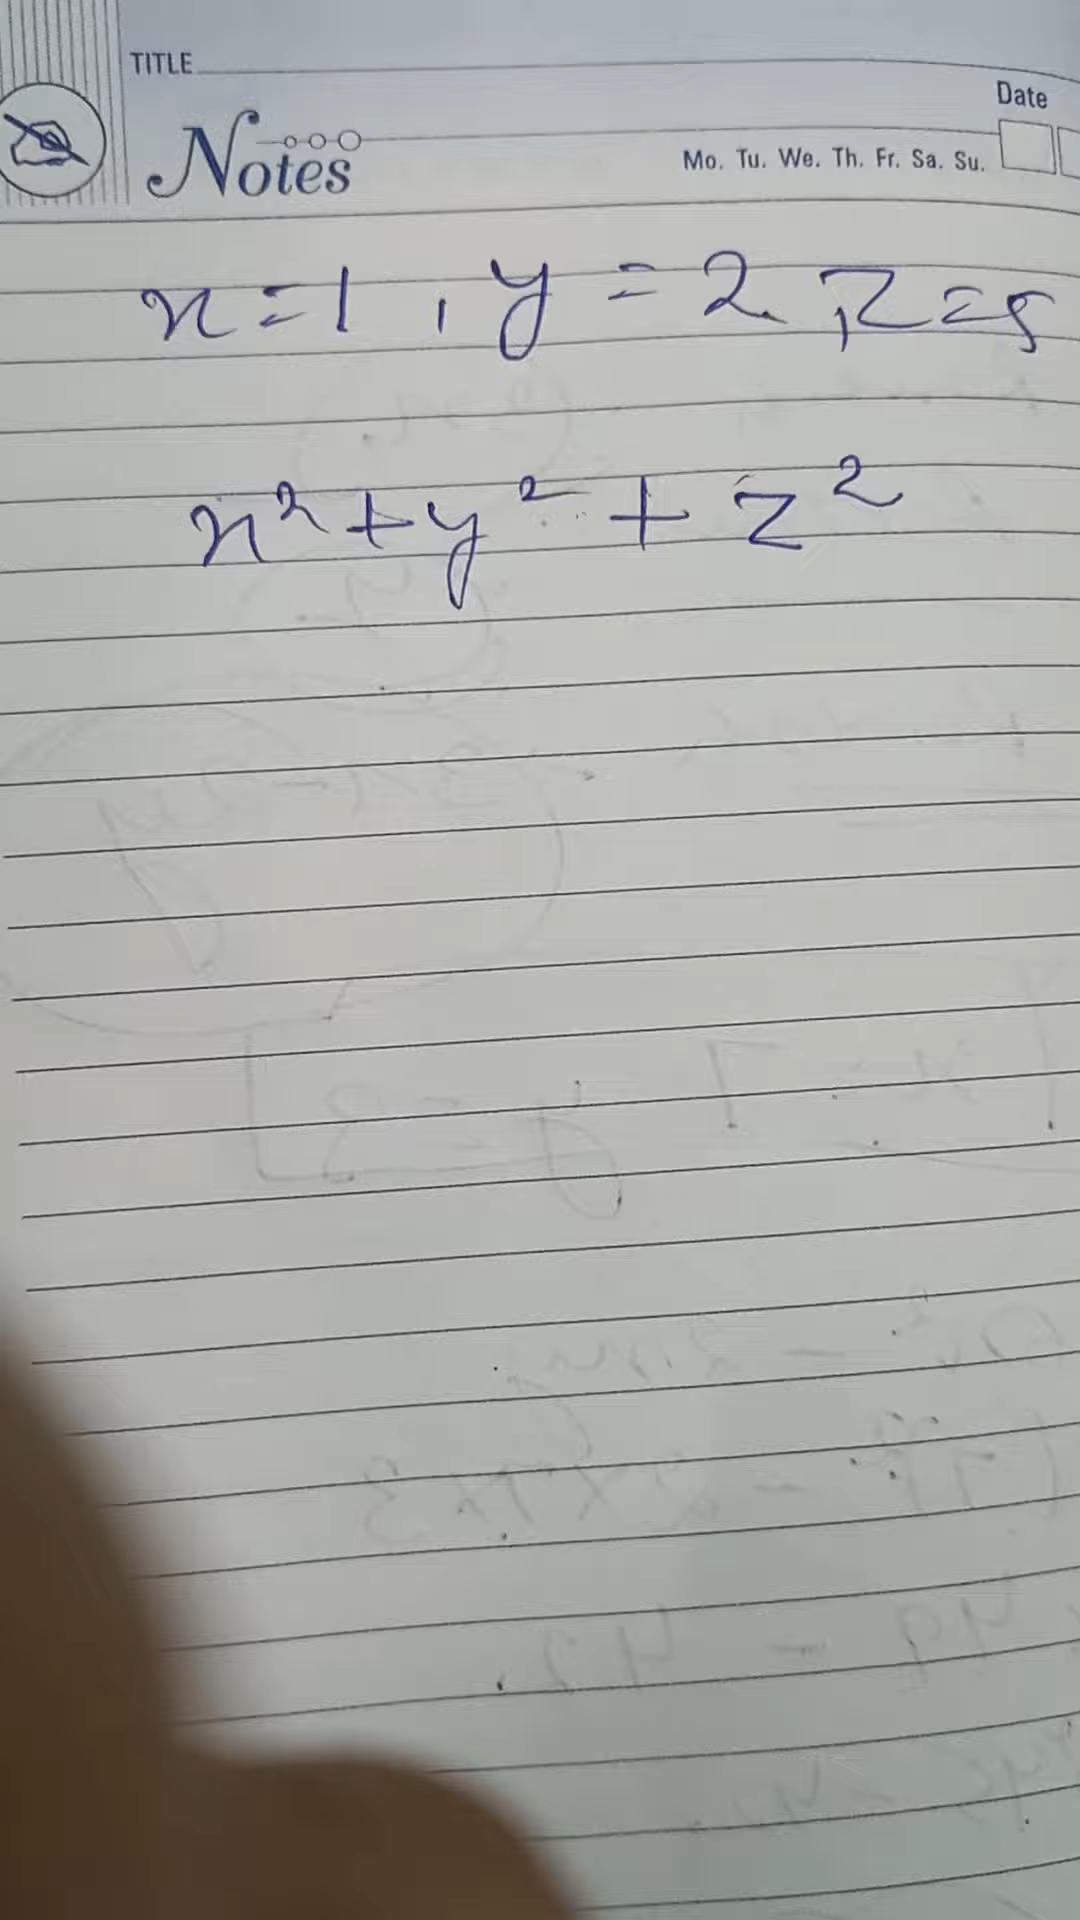 TITLE
Date
Notes
Mo. Tu. We. Th. Fr. Sa. Su.
x=1, y=2, z=5
x²+y²+z²